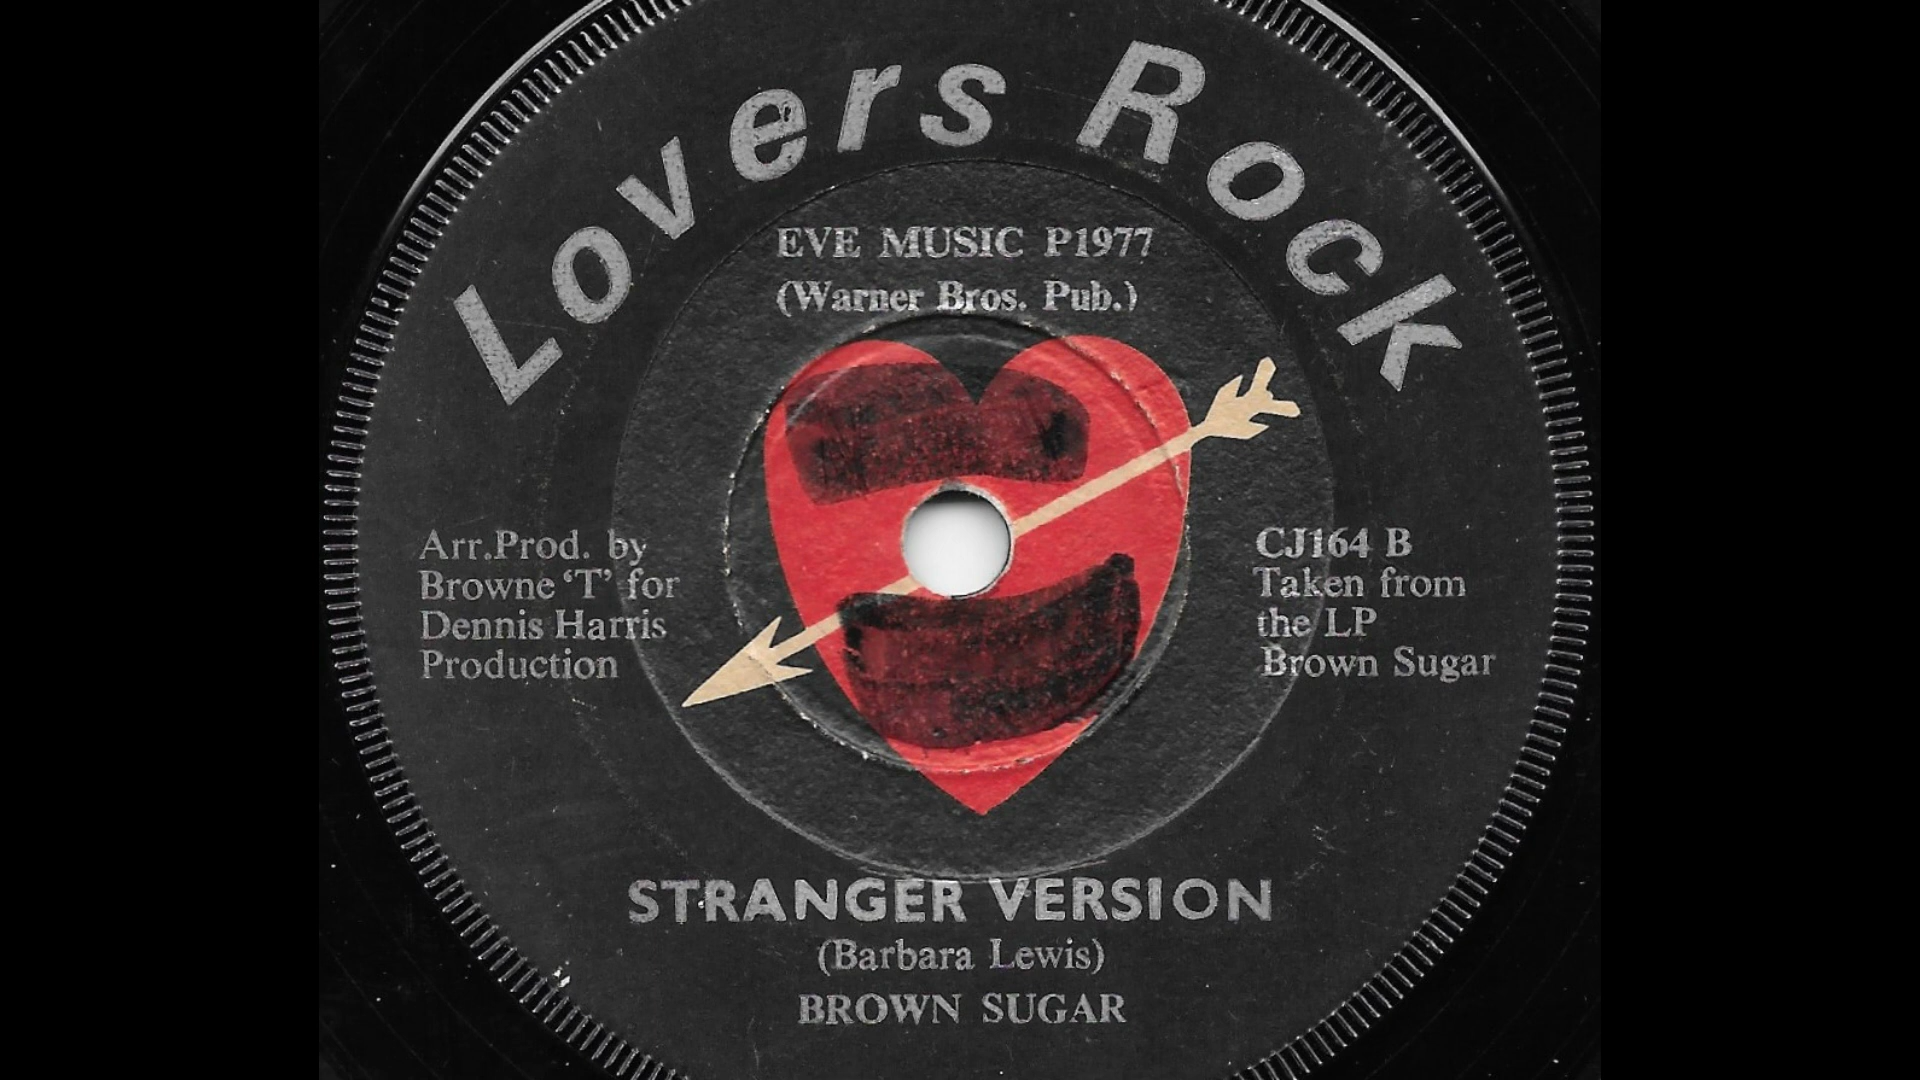 Lovers Rock
EVE MUSIC P1977
(Warner Bros. Pub.)
Arr.Prod. by
Browne ‘T’ for
Dennis Harris
Production
CJ164 B
Taken from
the LP
Brown Sugar
STRANGER VERSION
(Barbara Lewis)
BROWN SUGAR